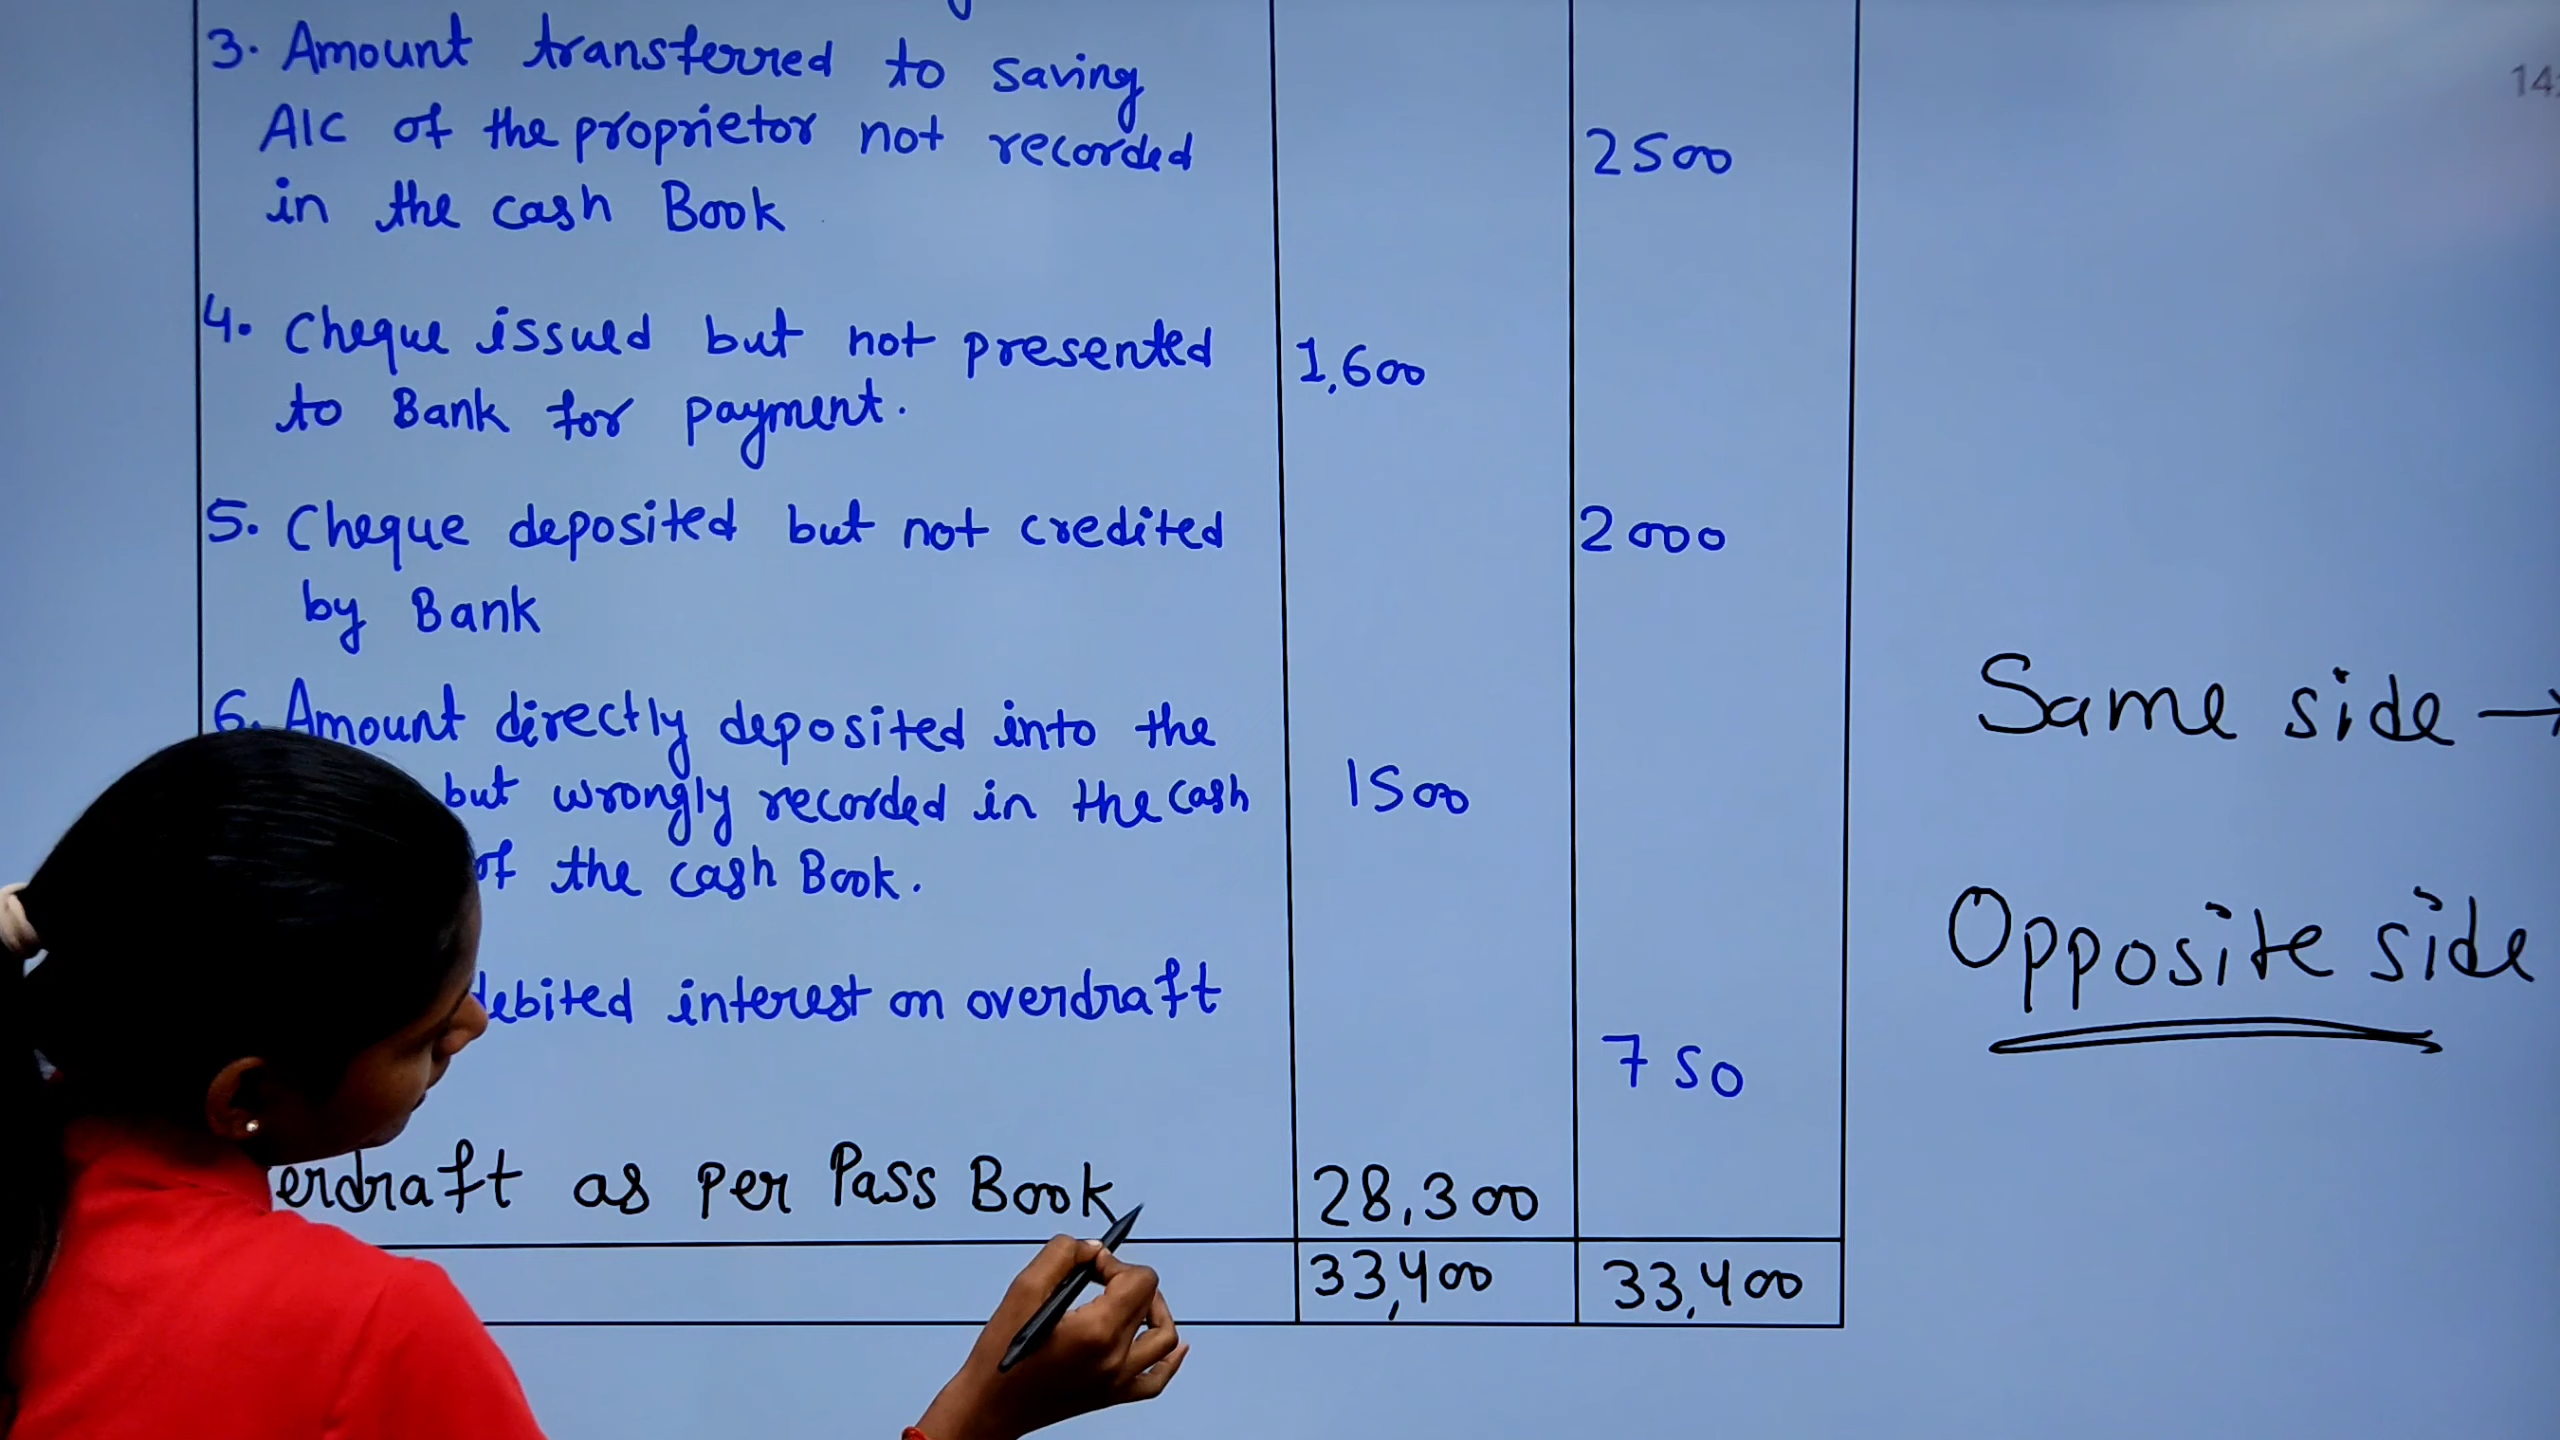 3. Amount transferred to saving
A/C of the proprietor not recorded 2500
in the cash Book
4. Cheque issued but not presented 1,600
to Bank for payment.
5. Cheque deposited but not credited 2000
by Bank
6. Amount directly deposited into the
but wrongly recorded in the cash 1500
of the cash Book.
debited interest on overdraft
750
erdraft as per Pass Book 28,300
33,400 33,400
14:
Same side →
Opposite side